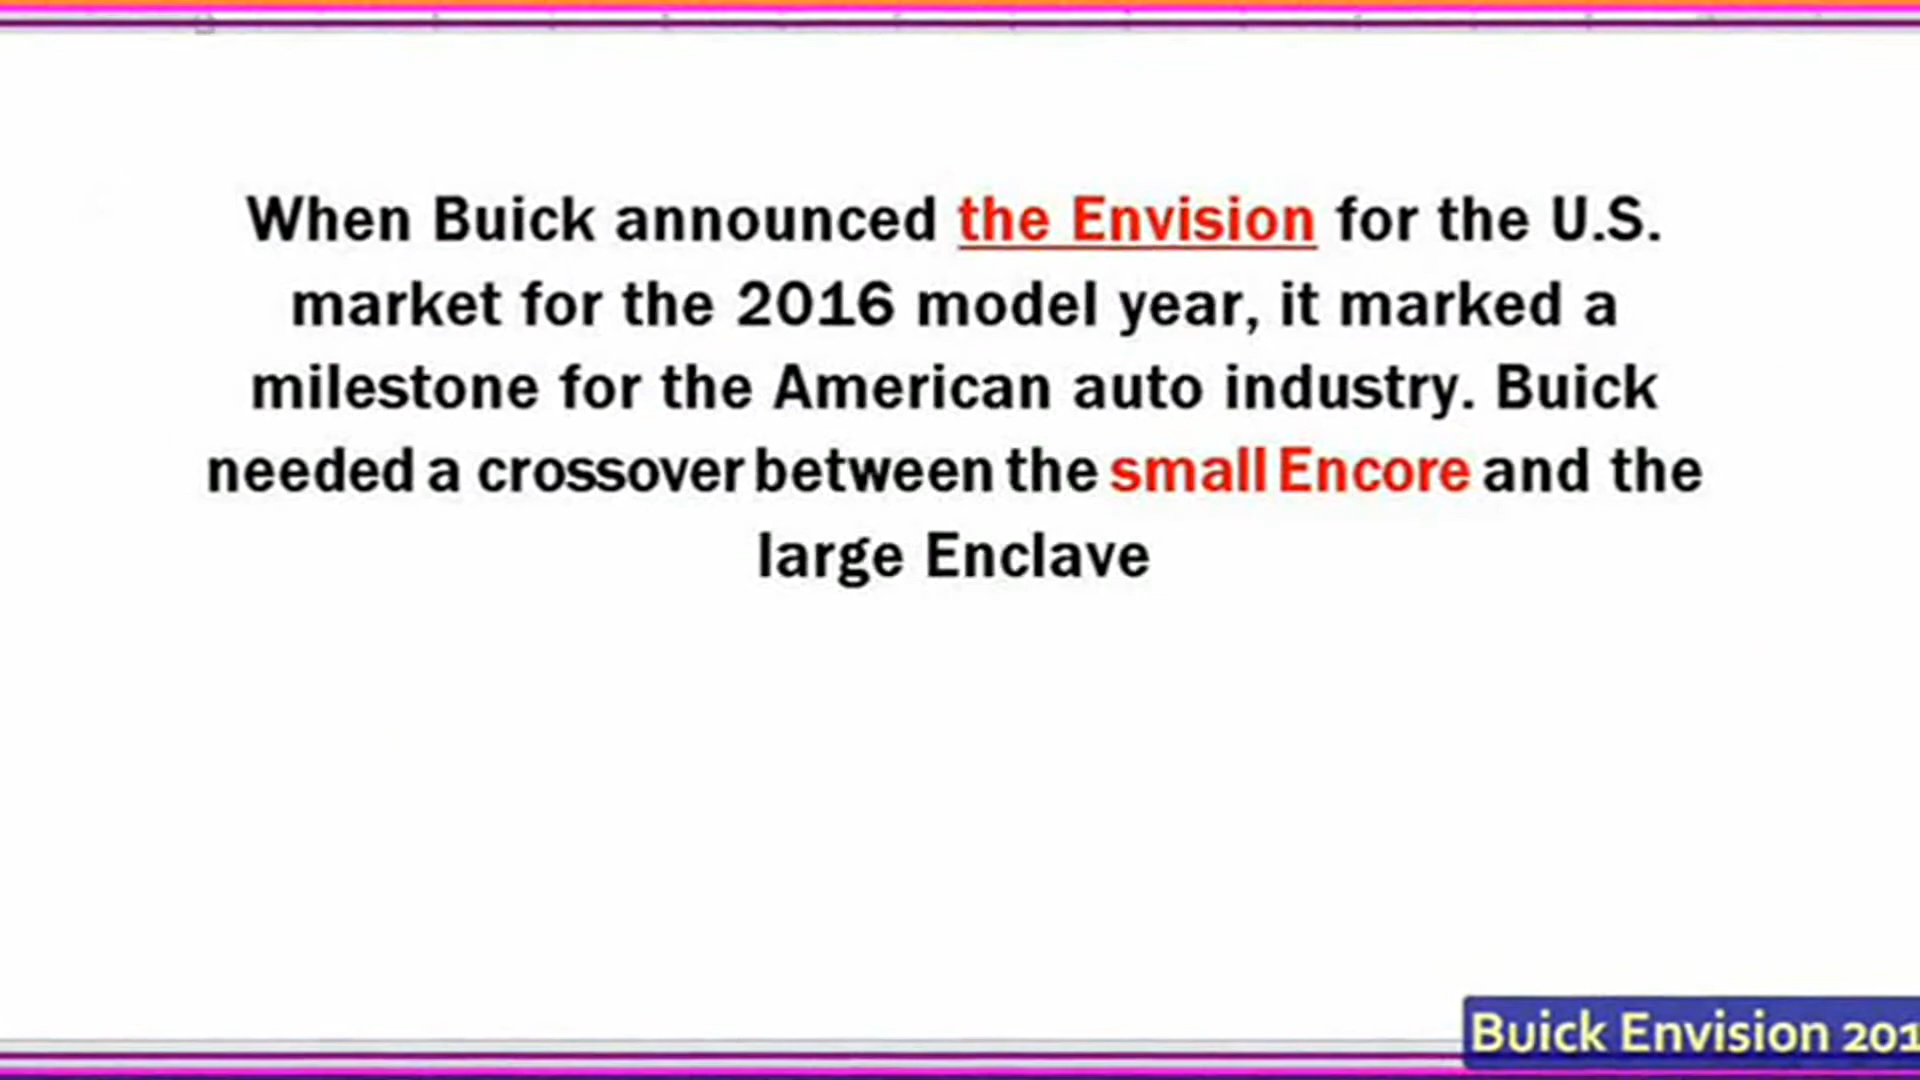 When Buick announced the Envision for the U.S.
market for the 2016 model year, it marked a
milestone for the American auto industry. Buick
needed a crossover between the small Encore and the
large Enclave
Buick Envision 201